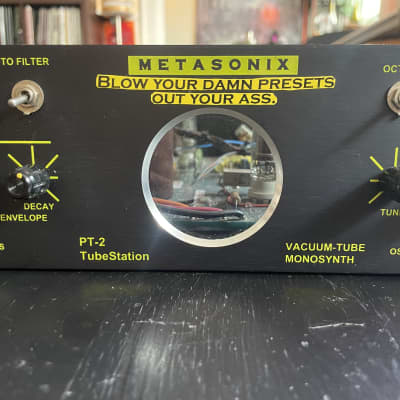 TO FILTER
METASONIX
OCT
BLOW YOUR DAMN PRESETS
OUT YOUR ASS.
DECAY
ENVELOPE
TUN
PT-2
TubeStation
VACUUM-TUBE
MONOSYNTH